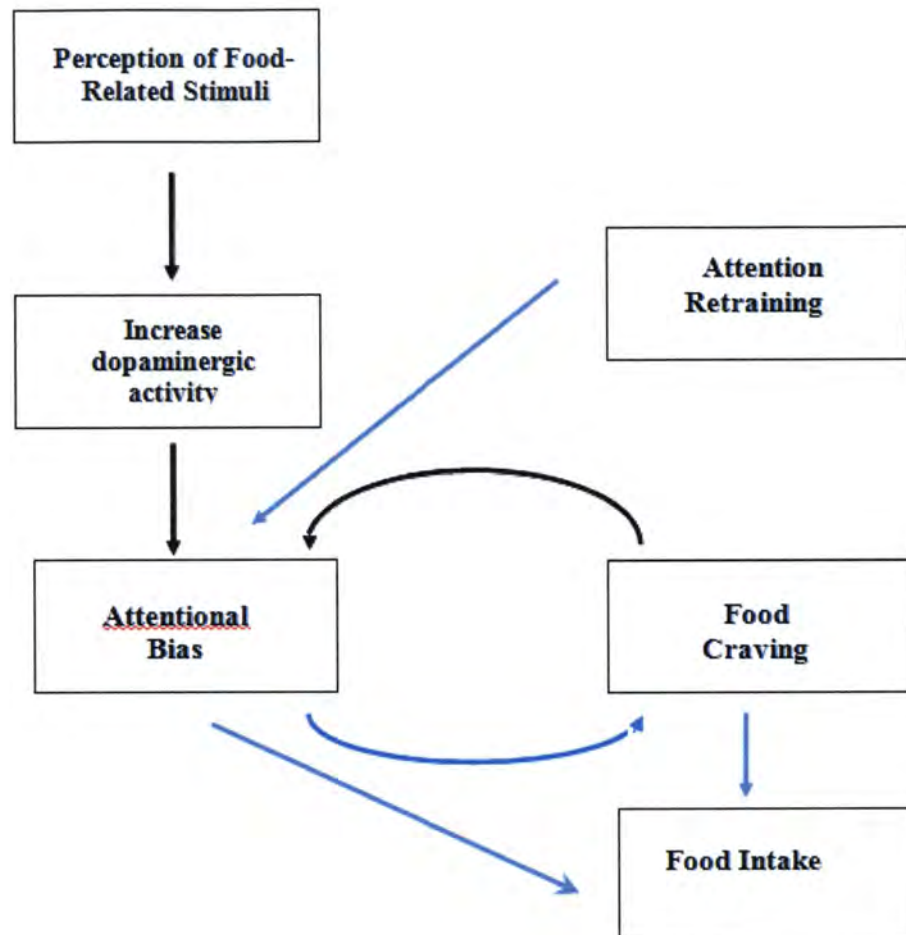 Perception of Food-
Related Stimuli
Attention
Retraining
Increase
dopaminergic
activity
Attentional
Bias
Food
Craving
Food Intake